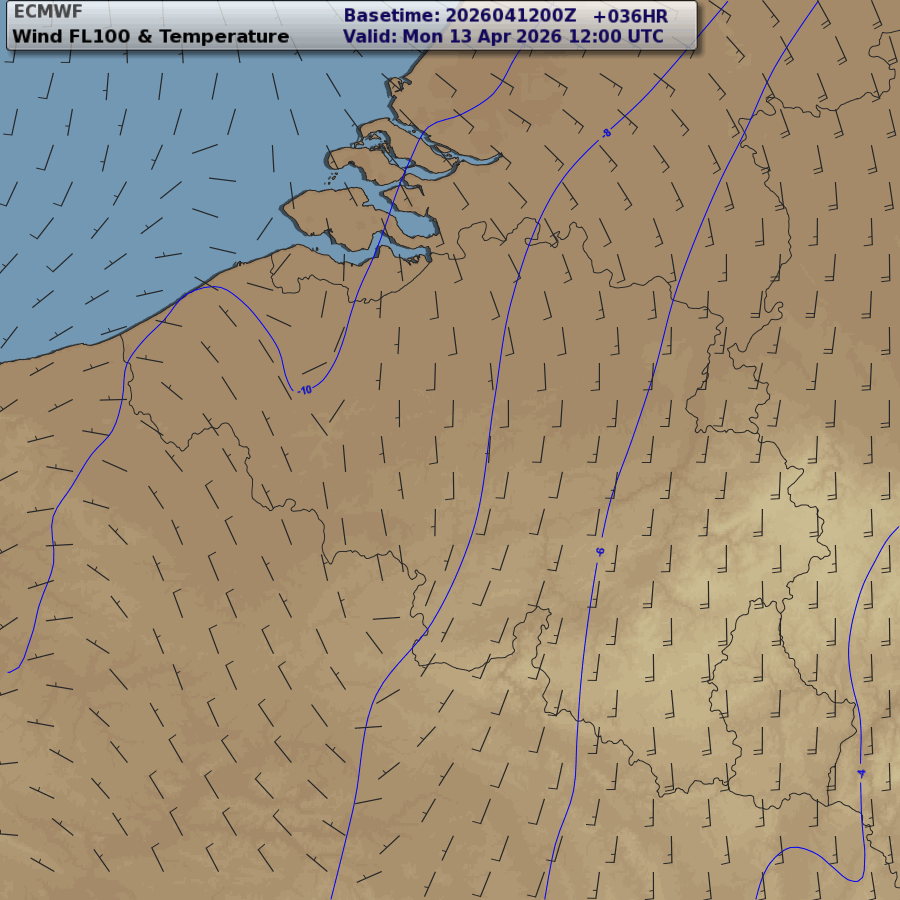 ECMWF
Basetime: 2026041200Z +036HR
Wind FL100 & Temperature
Valid: Mon 13 Apr 2026 12:00 UTC
-8
-10
-6
-4